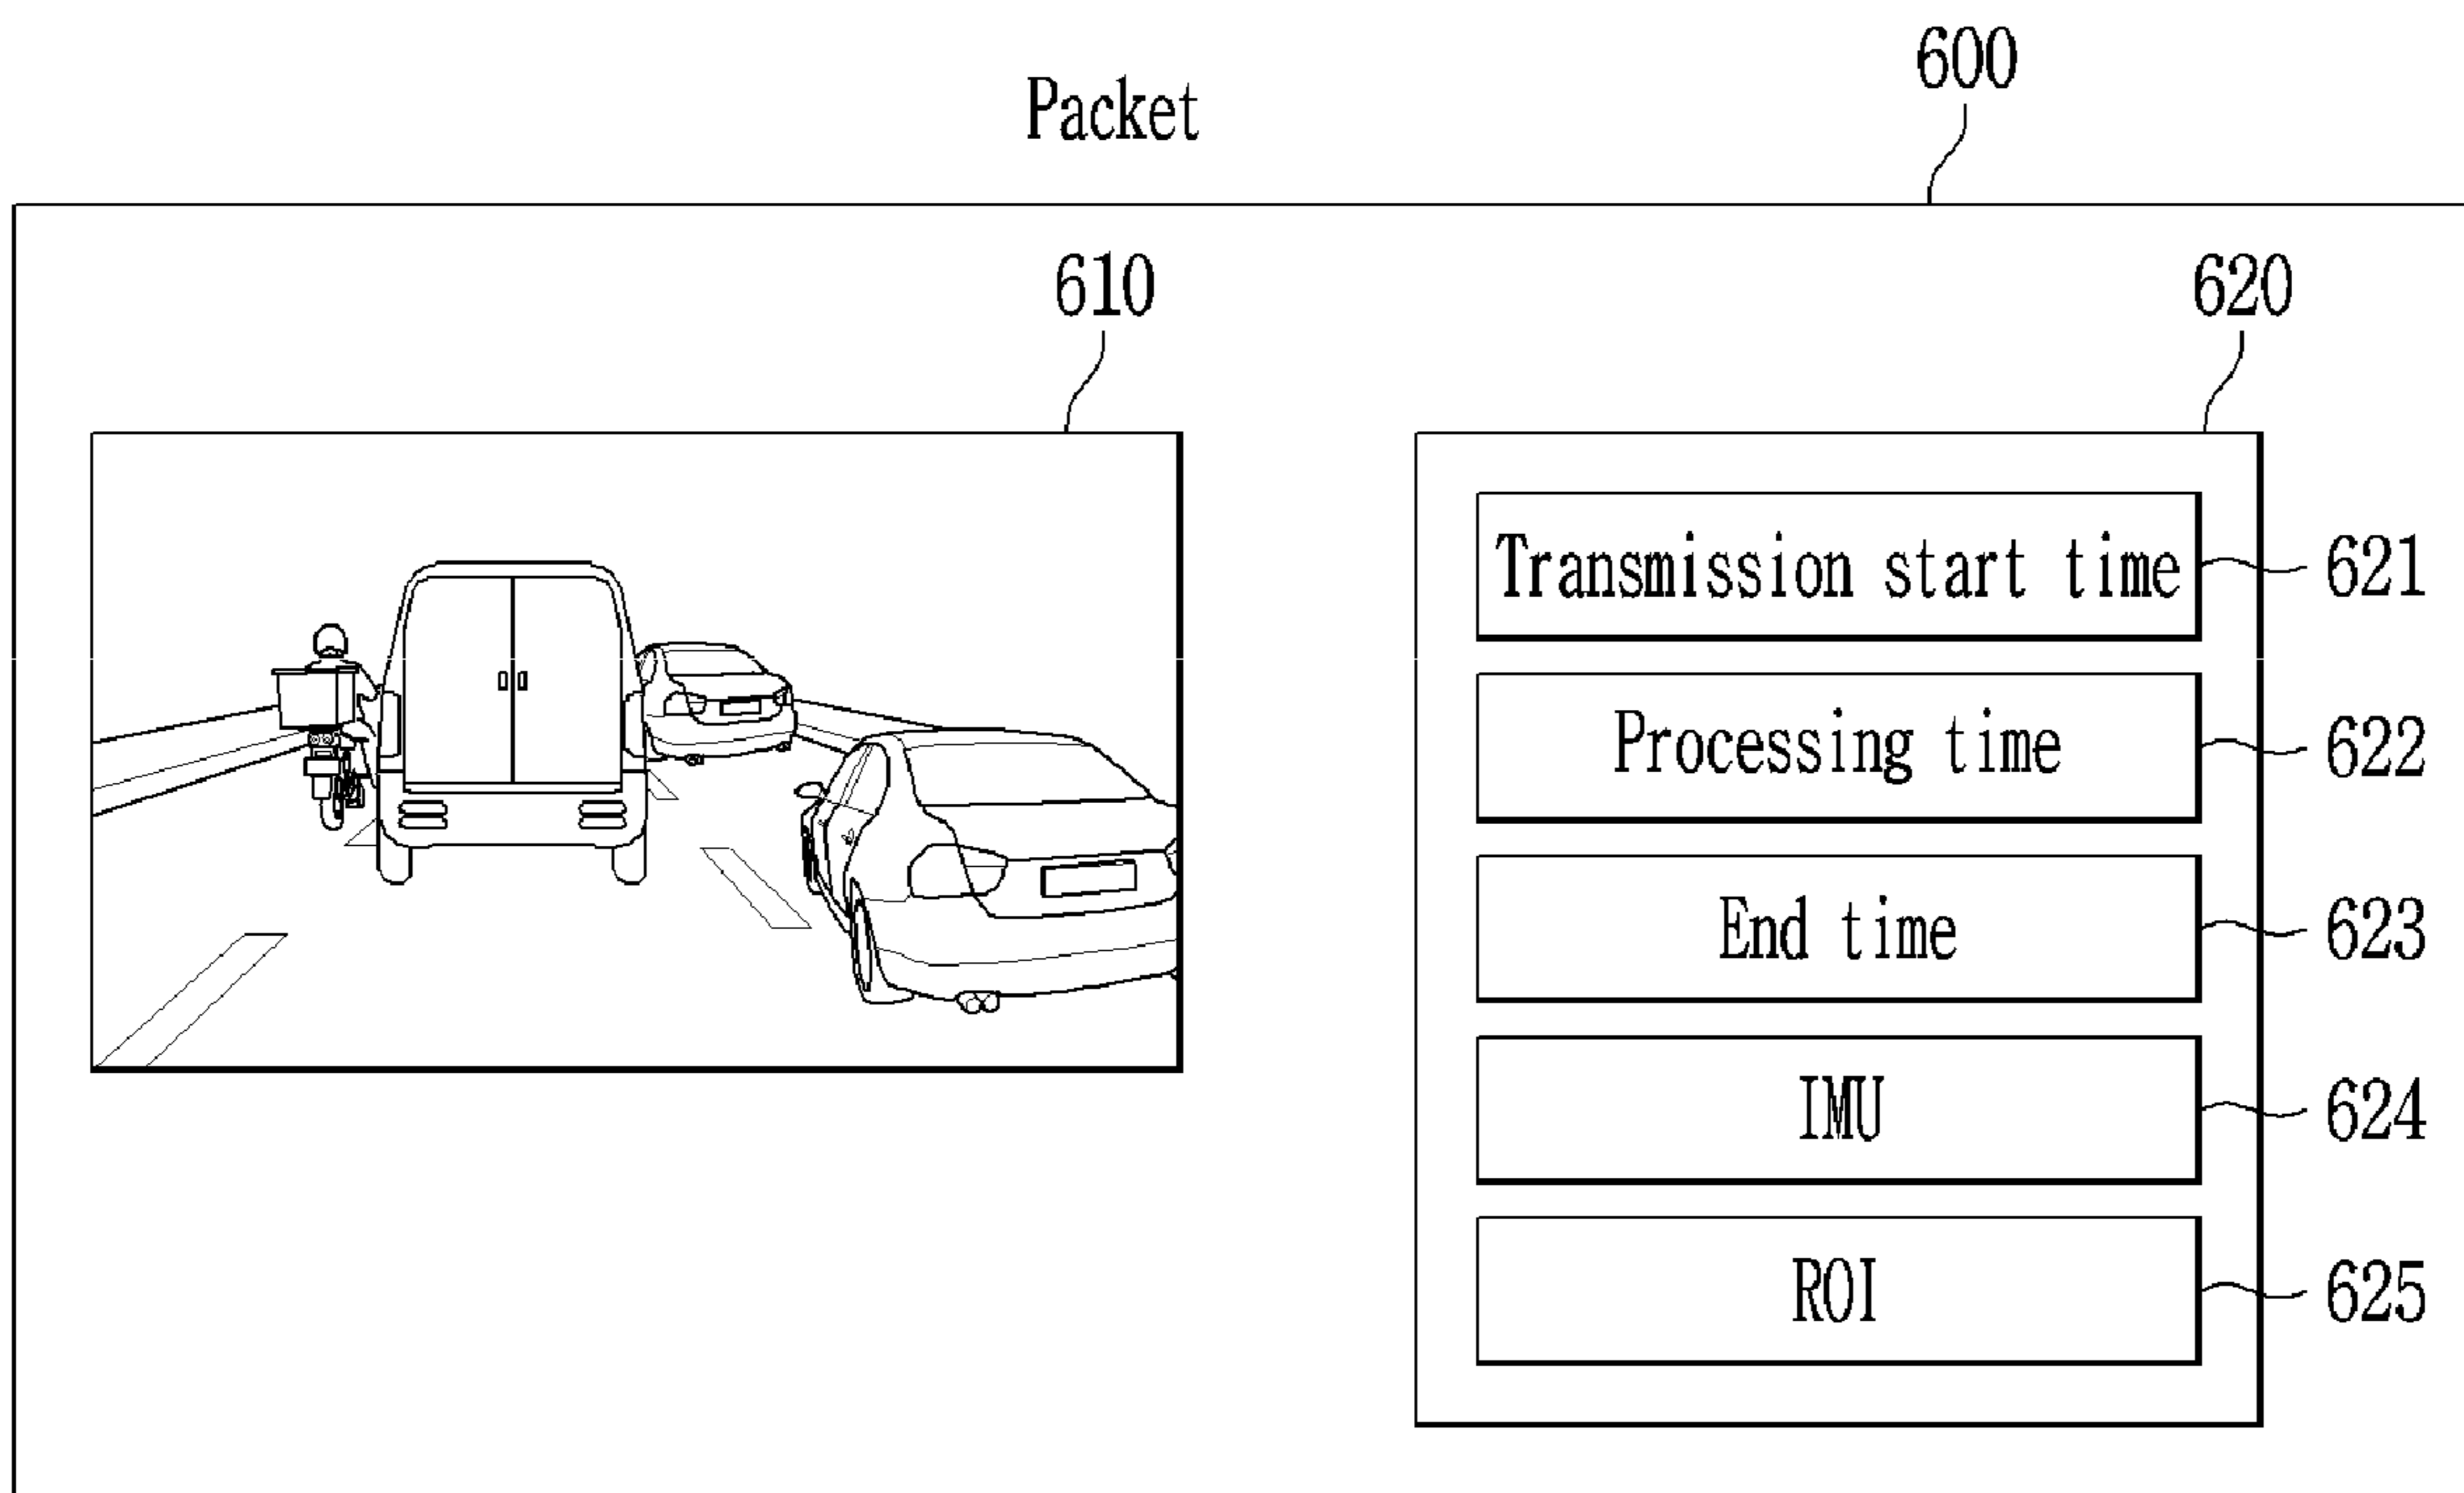 Packet
600
610
620
Transmission start time
621
Processing time
622
End time
623
IMU
624
ROI
625